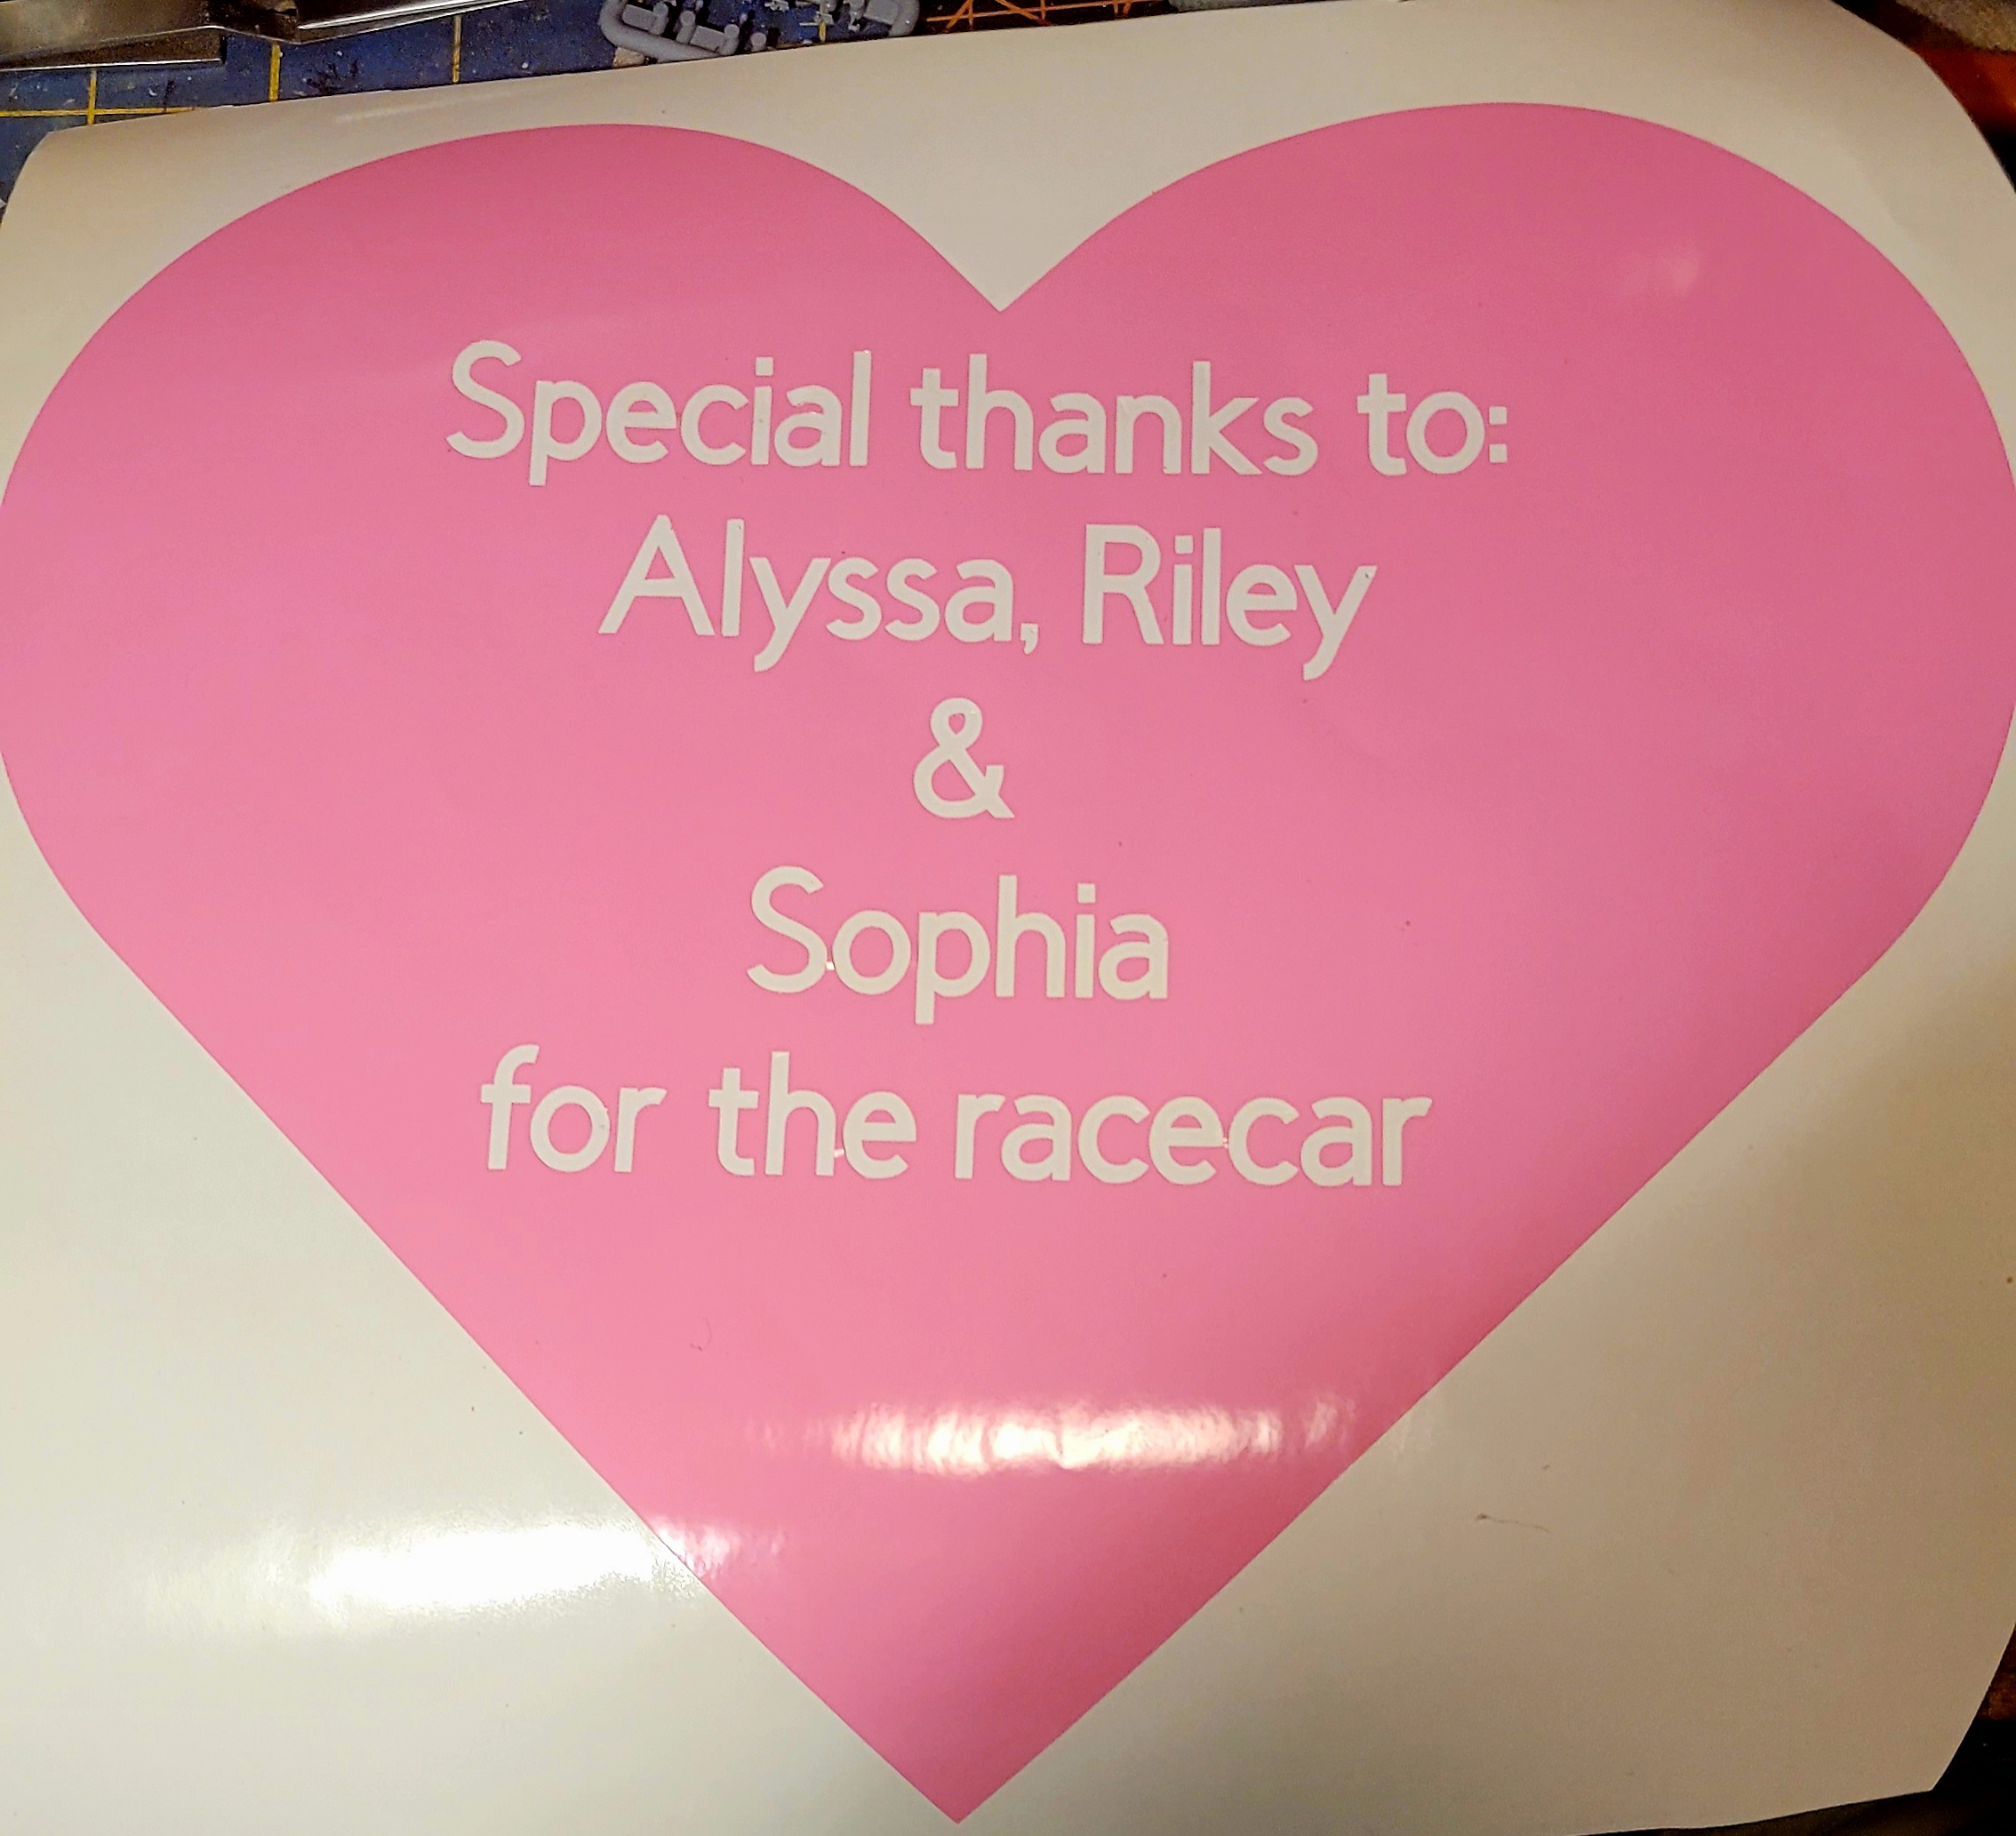 Special thanks to:
Alyssa, Riley
&
Sophia
for the racecar